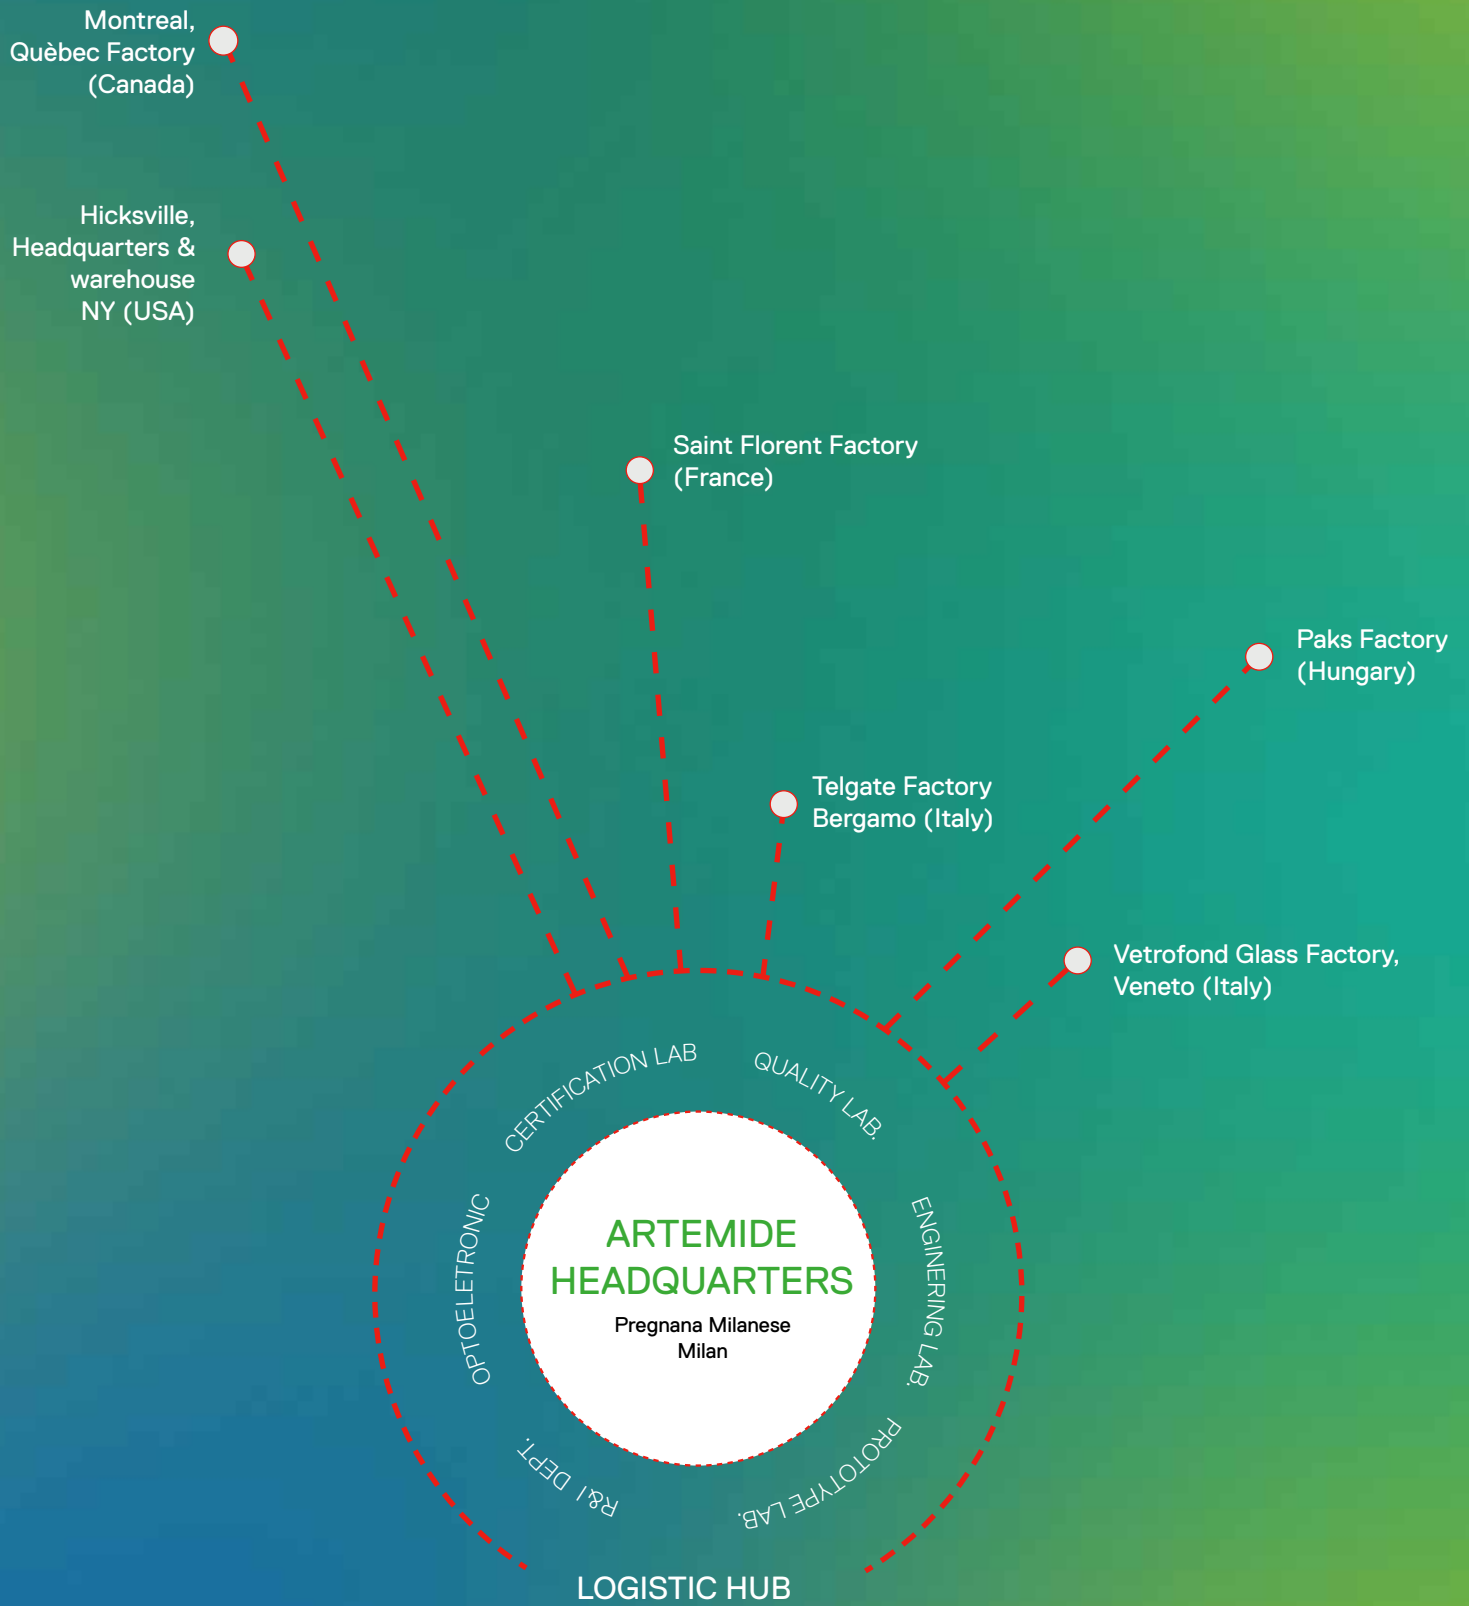 Montreal,
Quèbec Factory
(Canada)
Hicksville,
Headquarters &
warehouse
NY (USA)
Saint Florent Factory
(France)
Paks Factory
(Hungary)
Telgate Factory
Bergamo (Italy)
Vetrofond Glass Factory,
Veneto (Italy)
CERTIFICATION LAB
QUALITY LAB.
OPTOELETRONIC
ENGINERING LAB.
ARTEMIDE
HEADQUARTERS
Pregnana Milanese
Milan
R&I DEPT.
PROTOTYPE LAB.
LOGISTIC HUB